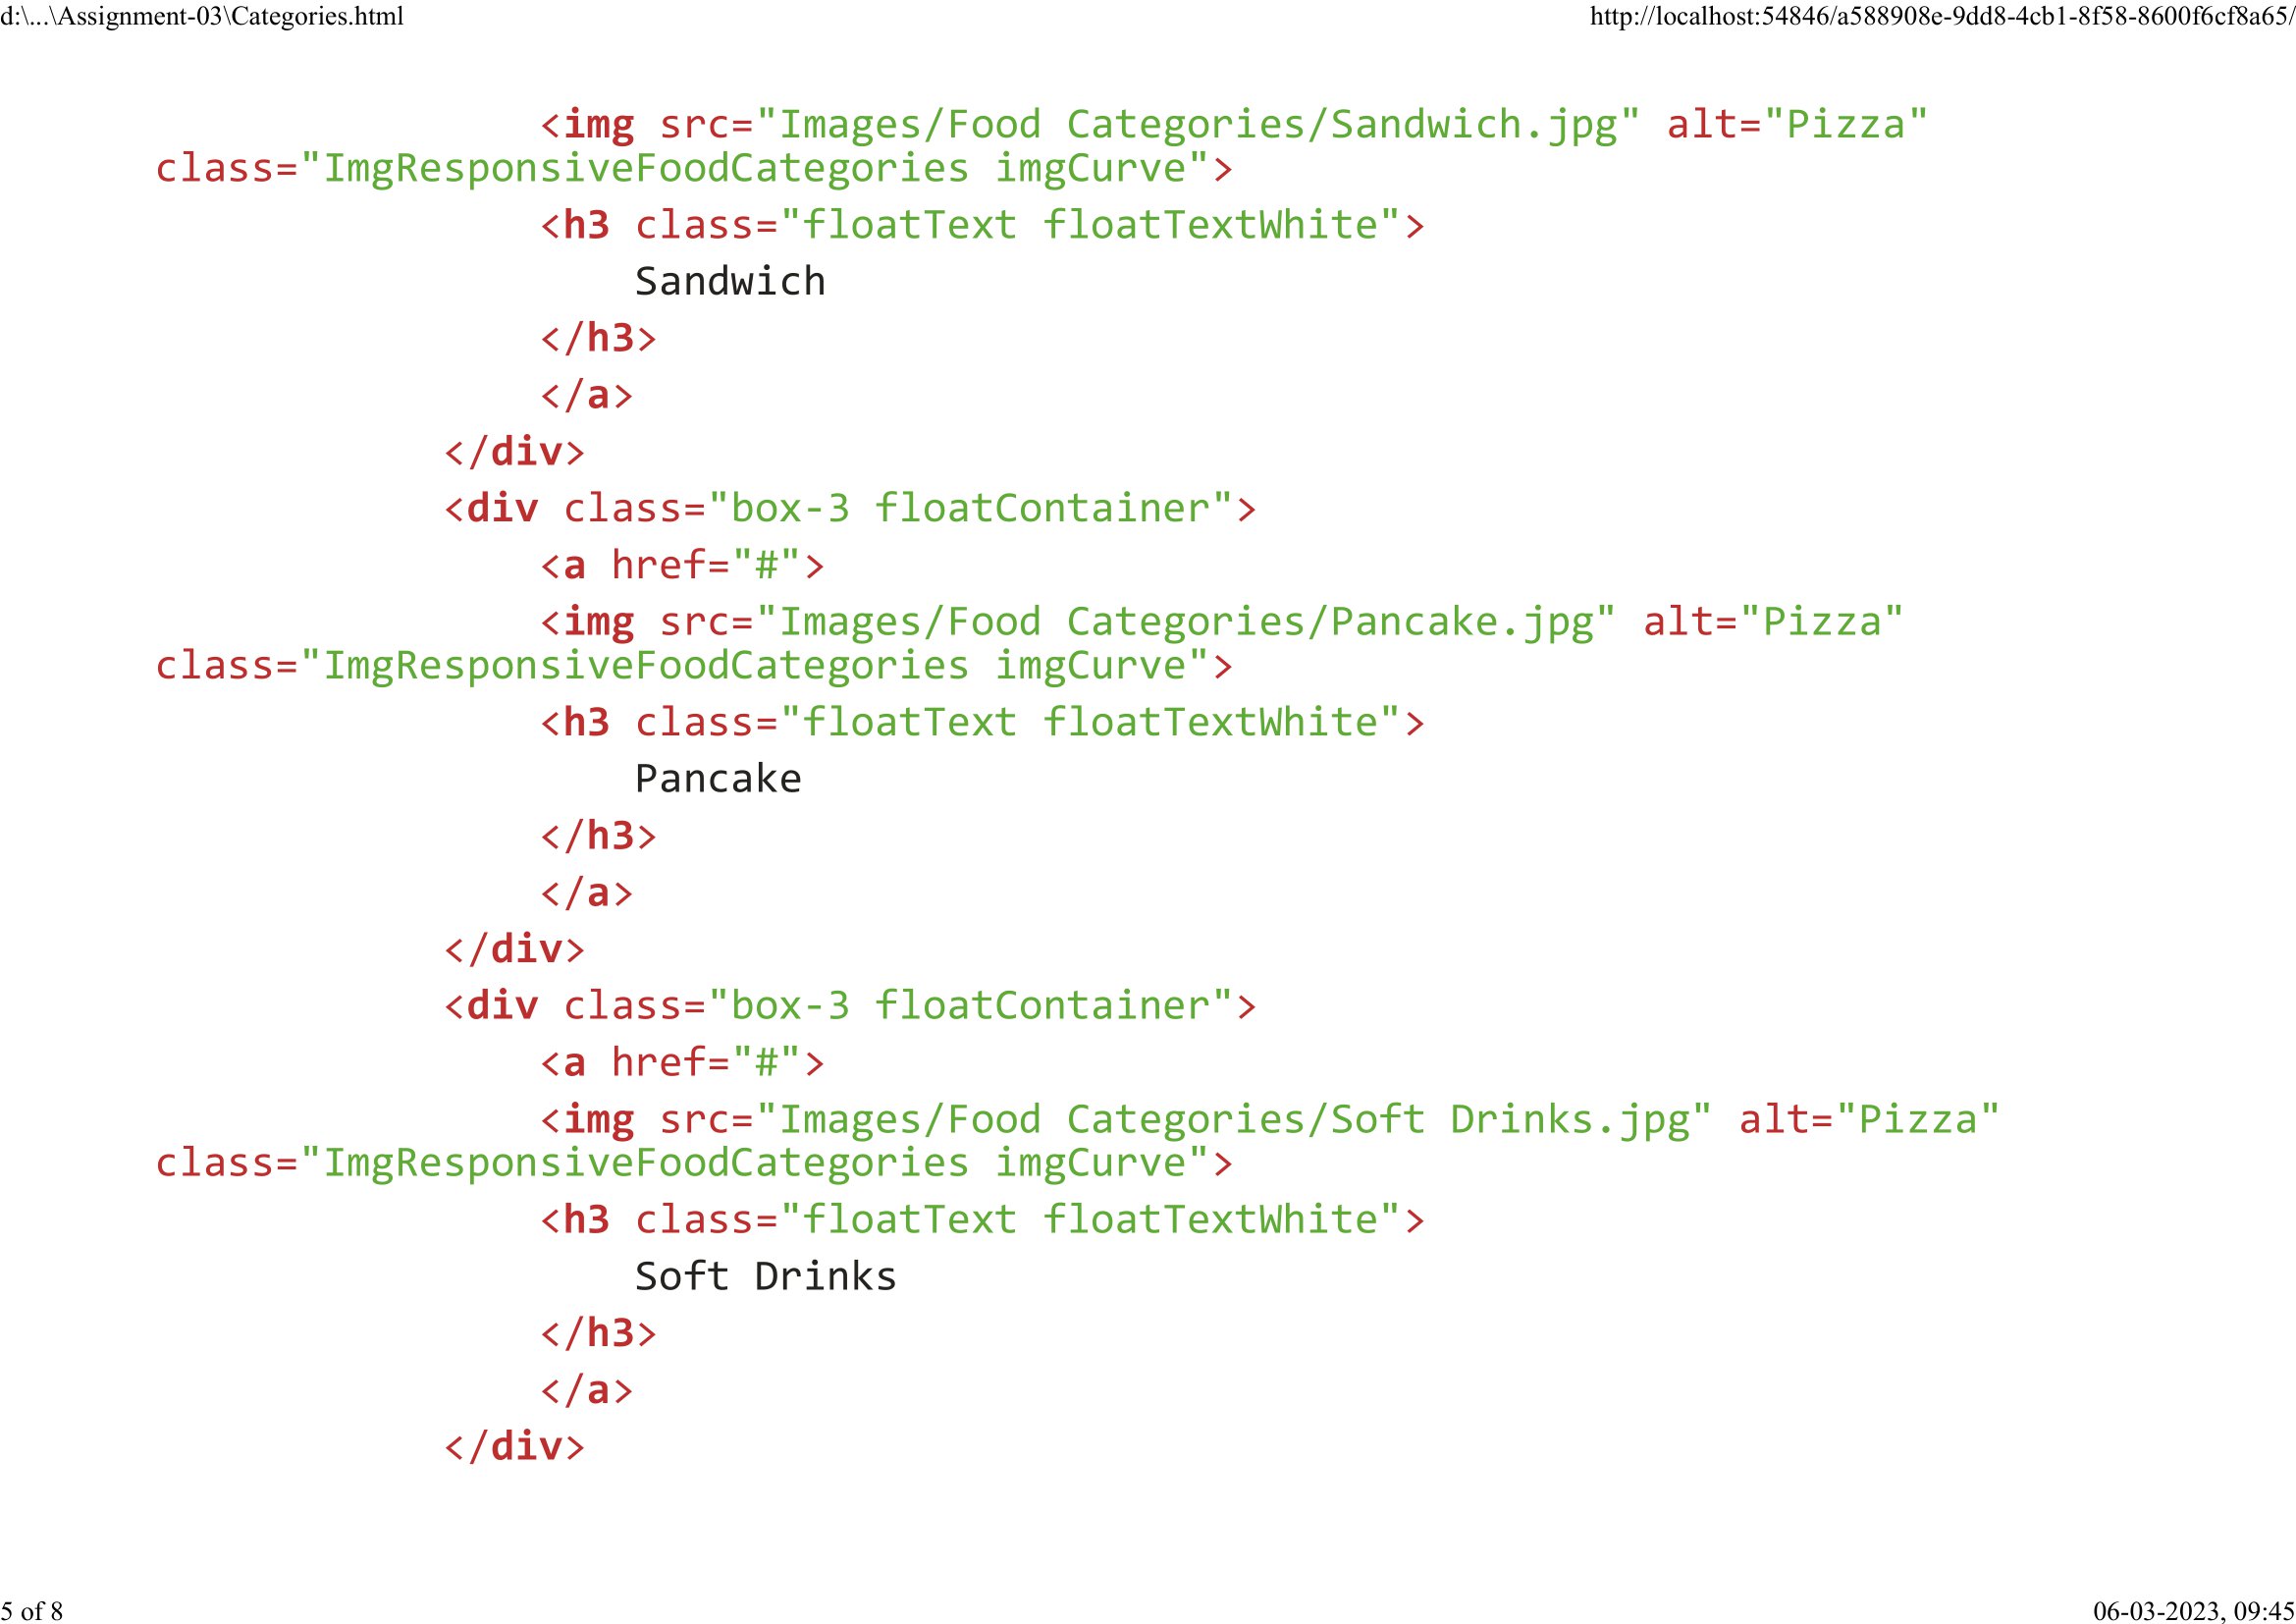 d:\...\Assignment-03\Categories.html
http://localhost:54846/a588908e-9dd8-4cb1-8f58-8600f6cf8a65/
<img src="Images/Food Categories/Sandwich.jpg" alt="Pizza"
class="ImgResponsiveFoodCategories imgCurve">
<h3 class="floatText floatTextWhite">
Sandwich
</h3>
</a>
</div>
<div class="box-3 floatContainer">
<a href="#">
<img src="Images/Food Categories/Pancake.jpg" alt="Pizza"
class="ImgResponsiveFoodCategories imgCurve">
<h3 class="floatText floatTextWhite">
Pancake
</h3>
</a>
</div>
<div class="box-3 floatContainer">
<a href="#">
<img src="Images/Food Categories/Soft Drinks.jpg" alt="Pizza"
class="ImgResponsiveFoodCategories imgCurve">
<h3 class="floatText floatTextWhite">
Soft Drinks
</h3>
</a>
</div>
5 of 8
06-03-2023, 09:45